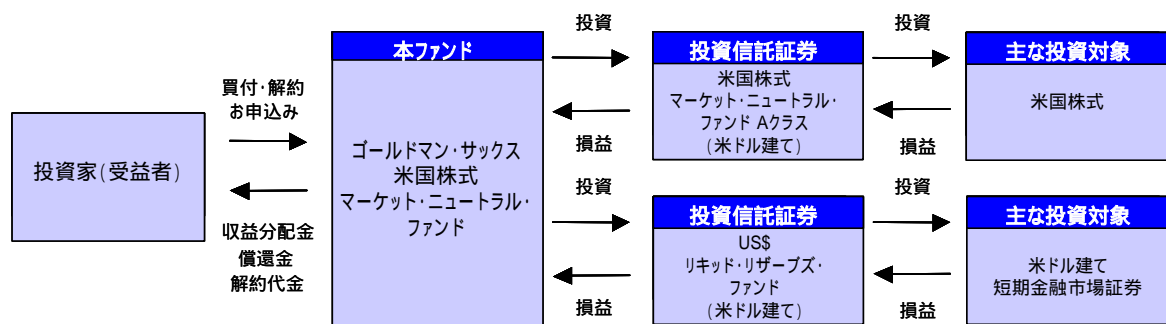 投資家(受益者)
買付・解約
お申込み
収益分配金
償還金
解約代金
本ファンド
ゴールドマン・サックス
米国株式
マーケット・ニュートラル・
ファンド
投資
損益
投資信託証券
米国株式
マーケット・ニュートラル・
ファンド Aクラス
(米ドル建て)
投資
損益
主な投資対象
米国株式
投資
損益
投資信託証券
US$
リキッド・リザーブズ・
ファンド
(米ドル建て)
投資
損益
主な投資対象
米ドル建て
短期金融市場証券